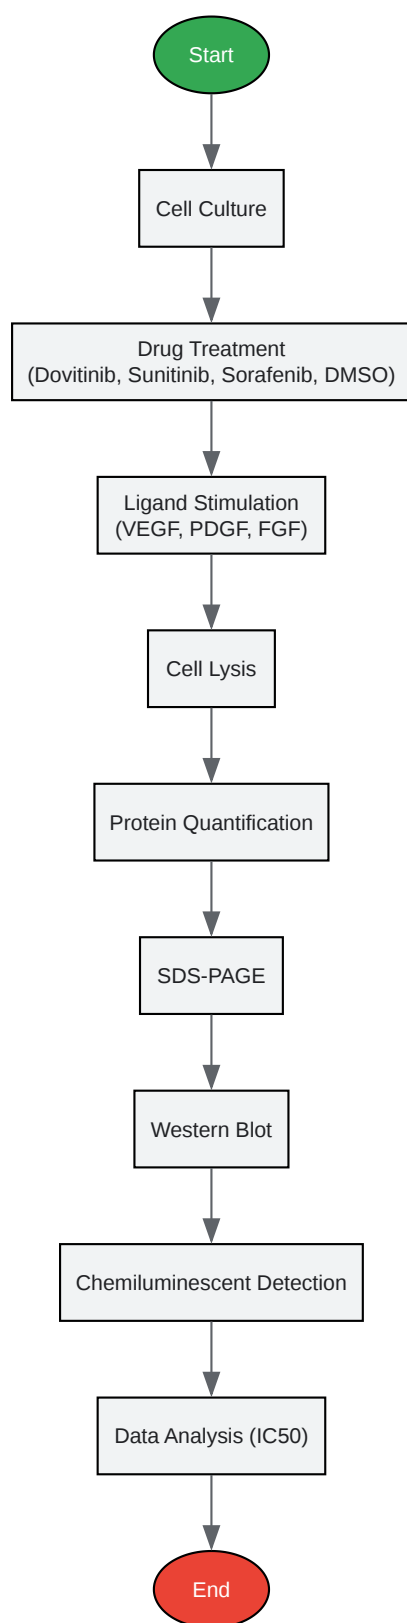 Start
Cell Culture
Drug Treatment
(Dovitinib, Sunitinib, Sorafenib, DMSO)
Ligand Stimulation
(VEGF, PDGF, FGF)
Cell Lysis
Protein Quantification
SDS-PAGE
Western Blot
Chemiluminescent Detection
Data Analysis (IC50)
End